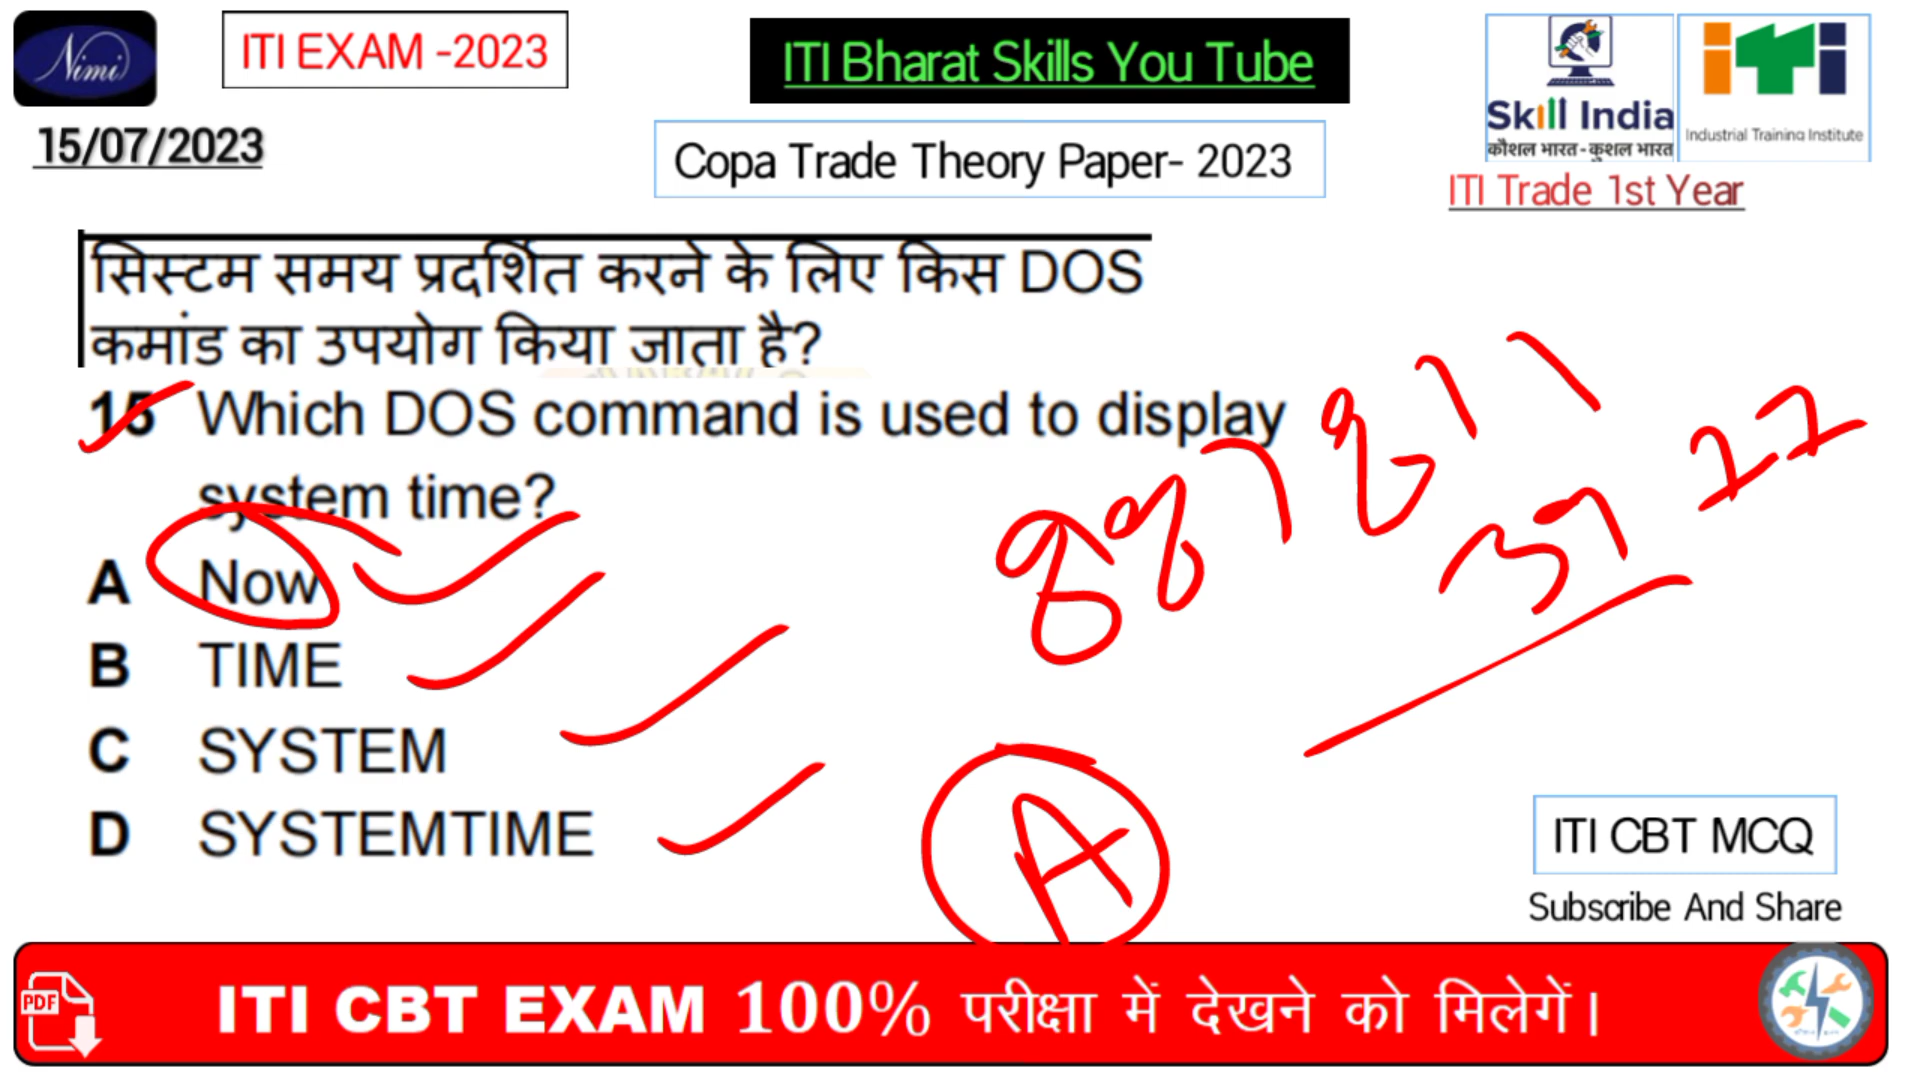 Nimi
ITI EXAM -2023
ITI Bharat Skills You Tube
Skill India
कौशल भारत - कुशल भारत
iTi
Industrial Training Institute
15/07/2023
Copa Trade Theory Paper- 2023
ITI Trade 1st Year
सिस्टम समय प्रदर्शित करने के लिए किस DOS
कमांड का उपयोग किया जाता है?
15 Which DOS command is used to display
system time?
A Now
B TIME
C SYSTEM
D SYSTEMTIME
A
ITI CBT MCQ
Subscribe And Share
PDF
ITI CBT EXAM 100% परीक्षा में देखने को मिलेगें।